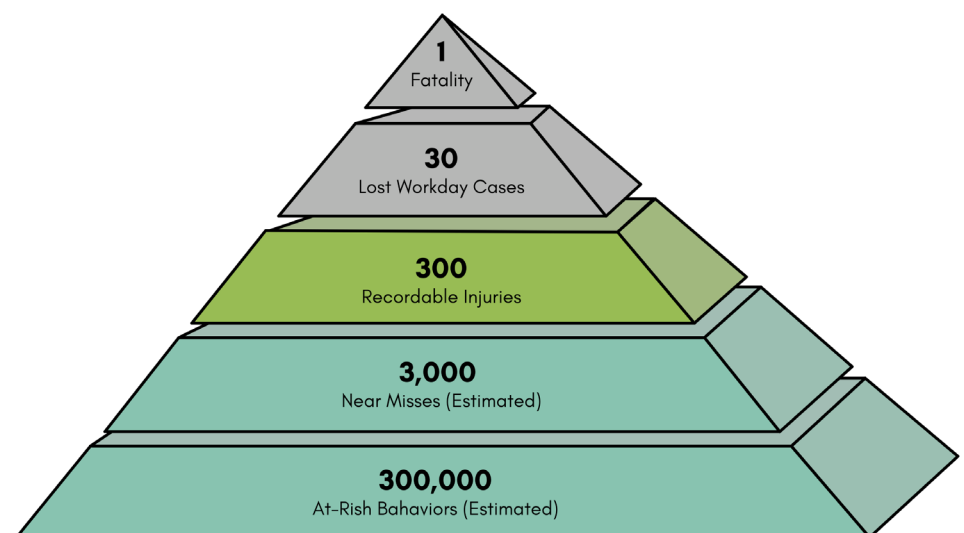 1
Fatality
30
Lost Workday Cases
300
Recordable Injuries
3,000
Near Misses (Estimated)
300,000
At-Rish Bahaviors (Estimated)